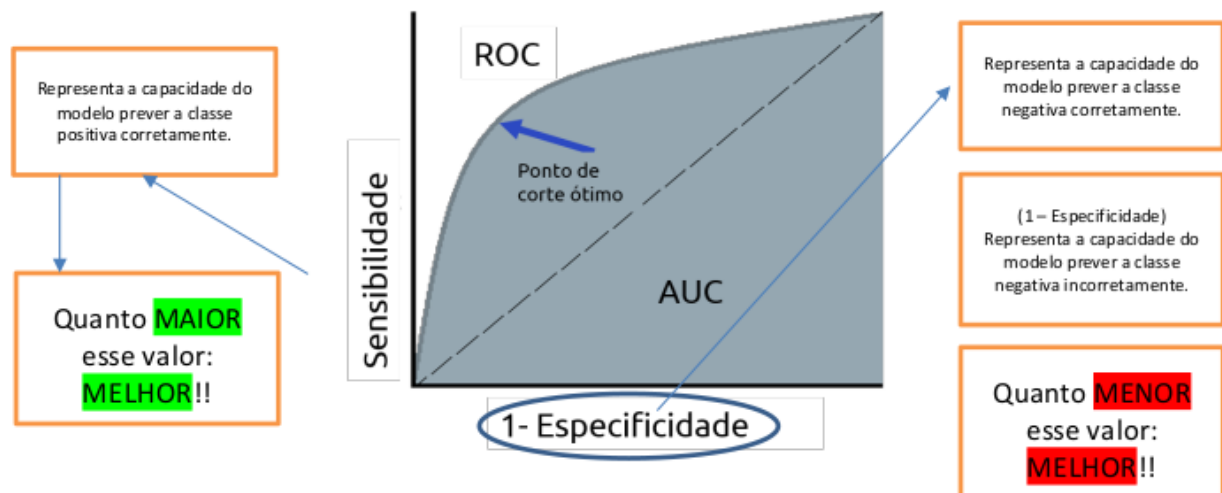 Representa a capacidade do
modelo prever a classe
positiva corretamente.
Quanto MAIOR
esse valor:
MELHOR!!
ROC
Ponto de
corte ótimo
Sensibilidade
AUC
1- Especificidade
Representa a capacidade do
modelo prever a classe
negativa corretamente.
(1 – Especificidade)
Representa a capacidade do
modelo prever a classe
negativa incorretamente.
Quanto MENOR
esse valor:
MELHOR!!